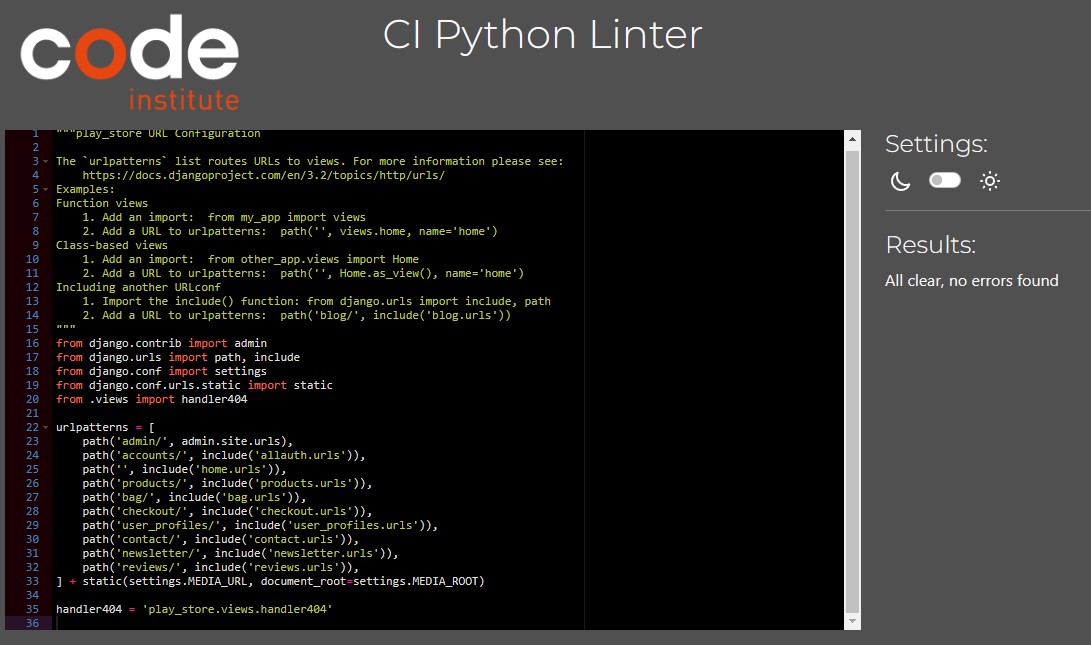 code
institute
CI Python Linter
1 """play_store URL Configuration
2
3 The `urlpatterns` list routes URLs to views. For more information please see:
4     https://docs.djangoproject.com/en/3.2/topics/http/urls/
5 Examples:
6 Function views
7     1. Add an import:  from my_app import views
8     2. Add a URL to urlpatterns:  path('', views.home, name='home')
9 Class-based views
10     1. Add an import:  from other_app.views import Home
11     2. Add a URL to urlpatterns:  path('', Home.as_view(), name='home')
12 Including another URLconf
13     1. Import the include() function: from django.urls import include, path
14     2. Add a URL to urlpatterns:  path('blog/', include('blog.urls'))
15 """
16 from django.contrib import admin
17 from django.urls import path, include
18 from django.conf import settings
19 from django.conf.urls.static import static
20 from .views import handler404
21
22 urlpatterns = [
23     path('admin/', admin.site.urls),
24     path('accounts/', include('allauth.urls')),
25     path('', include('home.urls')),
26     path('products/', include('products.urls')),
27     path('bag/', include('bag.urls')),
28     path('checkout/', include('checkout.urls')),
29     path('user_profiles/', include('user_profiles.urls')),
30     path('contact/', include('contact.urls')),
31     path('newsletter/', include('newsletter.urls')),
32     path('reviews/', include('reviews.urls')),
33 ] + static(settings.MEDIA_URL, document_root=settings.MEDIA_ROOT)
34
35 handler404 = 'play_store.views.handler404'
36
Settings:
Results:
All clear, no errors found